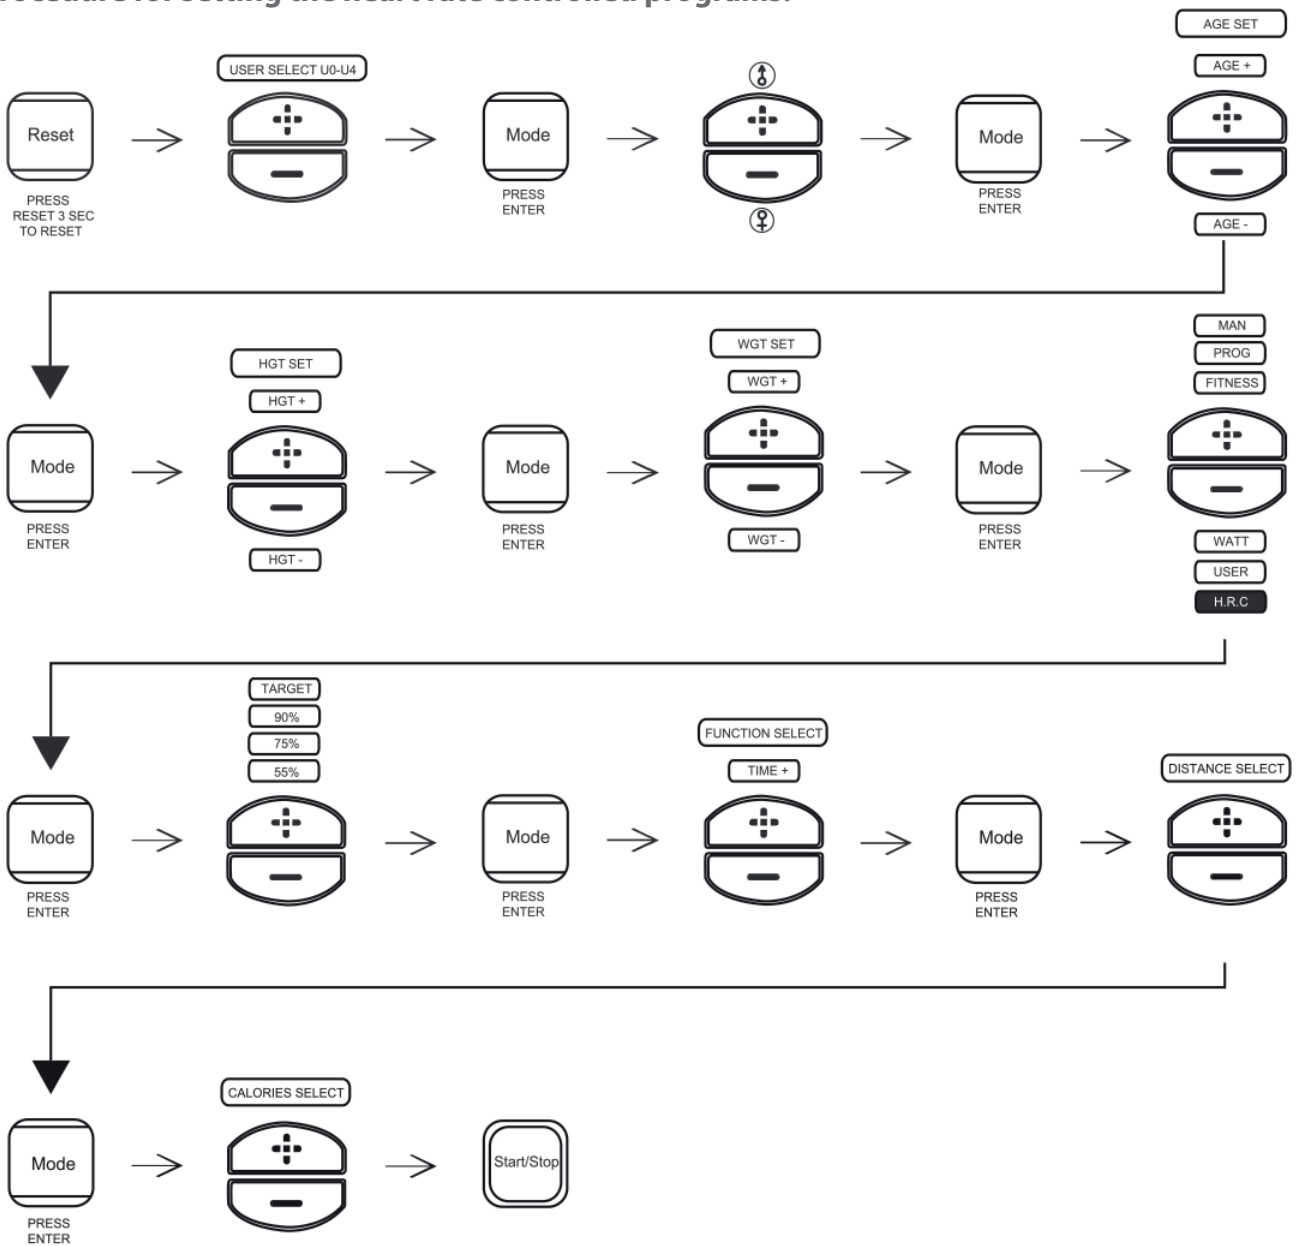 USER SELECT U0-U4
Reset
PRESS
RESET 3 SEC
TO RESET
Mode
PRESS
ENTER
Mode
PRESS
ENTER
AGE SET
AGE +
AGE -
Mode
PRESS
ENTER
HGT SET
HGT +
HGT -
Mode
PRESS
ENTER
WGT SET
WGT +
WGT -
Mode
PRESS
ENTER
MAN
PROG
FITNESS
WATT
USER
H.R.C
Mode
PRESS
ENTER
TARGET
90%
75%
55%
Mode
PRESS
ENTER
FUNCTION SELECT
TIME +
Mode
PRESS
ENTER
DISTANCE SELECT
Mode
PRESS
ENTER
CALORIES SELECT
Start/Stop